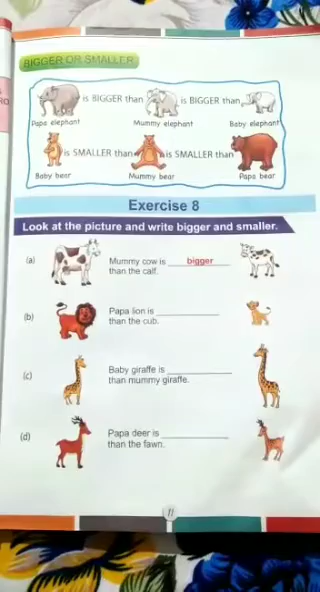 BIGGER OR SMALLER
is BIGGER than is BIGGER than
Papa elephant Mummy elephant Baby elephant
is SMALLER than is SMALLER than
Baby bear Mummy bear Papa bear
Exercise 8
Look at the picture and write bigger and smaller.
(a) Mummy cow is bigger
than the calf.
(b) Papa lion is
than the cub.
(c) Baby giraffe is
than mummy giraffe.
(d) Papa deer is
than the fawn.
11